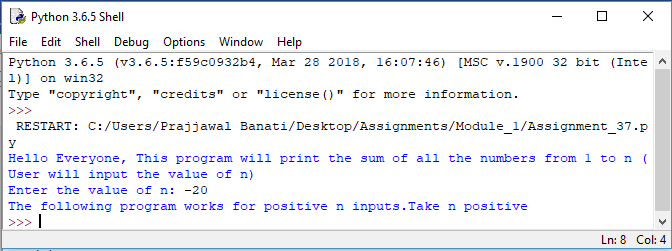 Python 3.6.5 Shell
File Edit Shell Debug Options Window Help
Python 3.6.5 (v3.6.5:f59c0932b4, Mar 28 2018, 16:07:46) [MSC v.1900 32 bit (Inte
l)] on win32
Type "copyright", "credits" or "license()" for more information.
>>>
RESTART: C:/Users/Prajjawal Banati/Desktop/Assignments/Module_1/Assignment_37.p
y
Hello Everyone, This program will print the sum of all the numbers from 1 to n (
User will input the value of n)
Enter the value of n: -20
The following program works for positive n inputs.Take n positive
>>>
Ln: 8 Col: 4